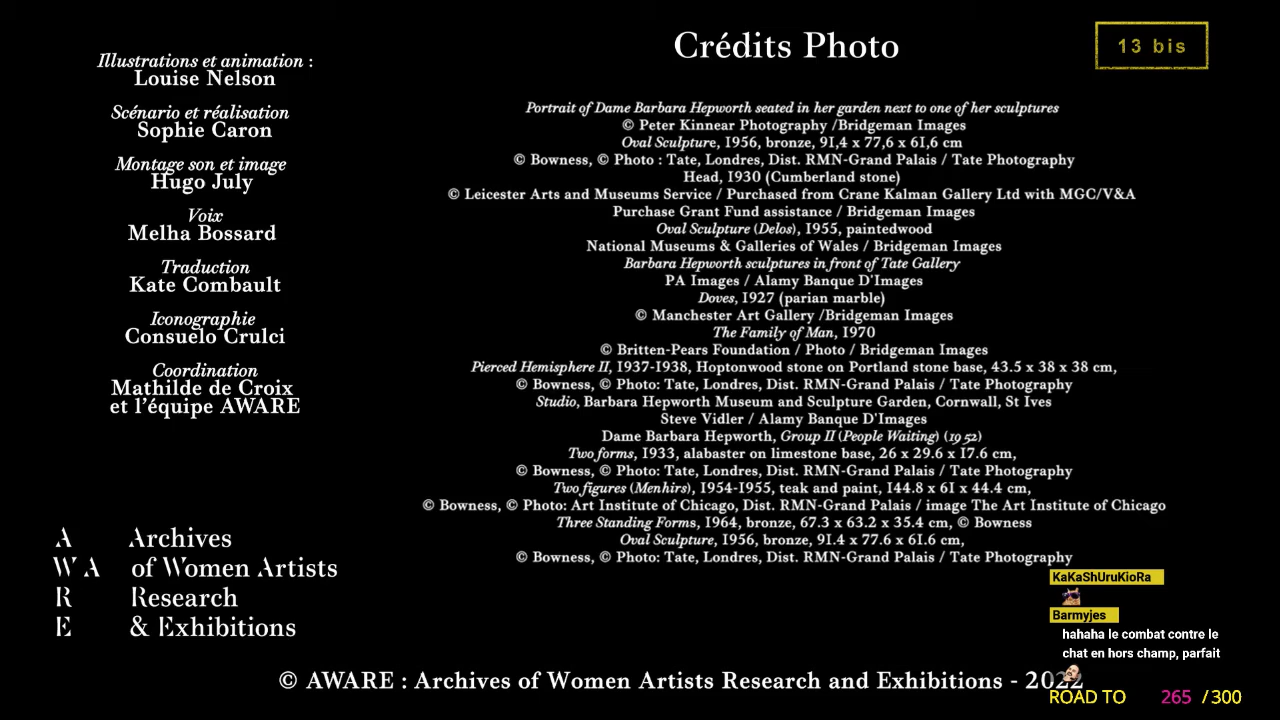 Illustrations et animation :
Louise Nelson
Scénario et réalisation
Sophie Caron
Montage son et image
Hugo July
Voix
Melha Bossard
Traduction
Kate Combault
Iconographie
Consuelo Crulci
Coordination
Mathilde de Croix
et l'équipe AWARE
Crédits Photo
13 bis
Portrait of Dame Barbara Hepworth seated in her garden next to one of her sculptures
© Peter Kinnear Photography /Bridgeman Images
Oval Sculpture, 1956, bronze, 91,4 x 77,6 x 61,6 cm
© Bowness, © Photo : Tate, Londres, Dist. RMN-Grand Palais / Tate Photography
Head, 1930 (Cumberland stone)
© Leicester Arts and Museums Service / Purchased from Crane Kalman Gallery Ltd with MGC/V&A
Purchase Grant Fund assistance / Bridgeman Images
Oval Sculpture (Delos), 1955, paintedwood
National Museums & Galleries of Wales / Bridgeman Images
Barbara Hepworth sculptures in front of Tate Gallery
PA Images / Alamy Banque D'Images
Doves, 1927 (parian marble)
© Manchester Art Gallery /Bridgeman Images
The Family of Man, 1970
© Britten-Pears Foundation / Photo / Bridgeman Images
Pierced Hemisphere II, 1937-1938, Hoptonwood stone on Portland stone base, 43.5 x 38 x 38 cm,
© Bowness, © Photo: Tate, Londres, Dist. RMN-Grand Palais / Tate Photography
Studio, Barbara Hepworth Museum and Sculpture Garden, Cornwall, St Ives
Steve Vidler / Alamy Banque D'Images
Dame Barbara Hepworth, Group II (People Waiting) (1952)
Two forms, 1933, alabaster on limestone base, 26 x 29.6 x 17.6 cm,
© Bowness, © Photo: Tate, Londres, Dist. RMN-Grand Palais / Tate Photography
Two figures (Menhirs), 1954-1955, teak and paint, 144.8 x 61 x 44.4 cm,
© Bowness, © Photo: Art Institute of Chicago, Dist. RMN-Grand Palais / image The Art Institute of Chicago
Three Standing Forms, 1964, bronze, 67.3 x 63.2 x 35.4 cm, © Bowness
Oval Sculpture, 1956, bronze, 91.4 x 77.6 x 61.6 cm,
© Bowness, © Photo: Tate, Londres, Dist. RMN-Grand Palais / Tate Photography
A Archives
WA of Women Artists
R Research
E & Exhibitions
KaKaShUruKioRa
Barmyjes
hahaha le combat contre le
chat en hors champ, parfait
© AWARE : Archives of Women Artists Research and Exhibitions - 2022
ROAD TO 265 / 300